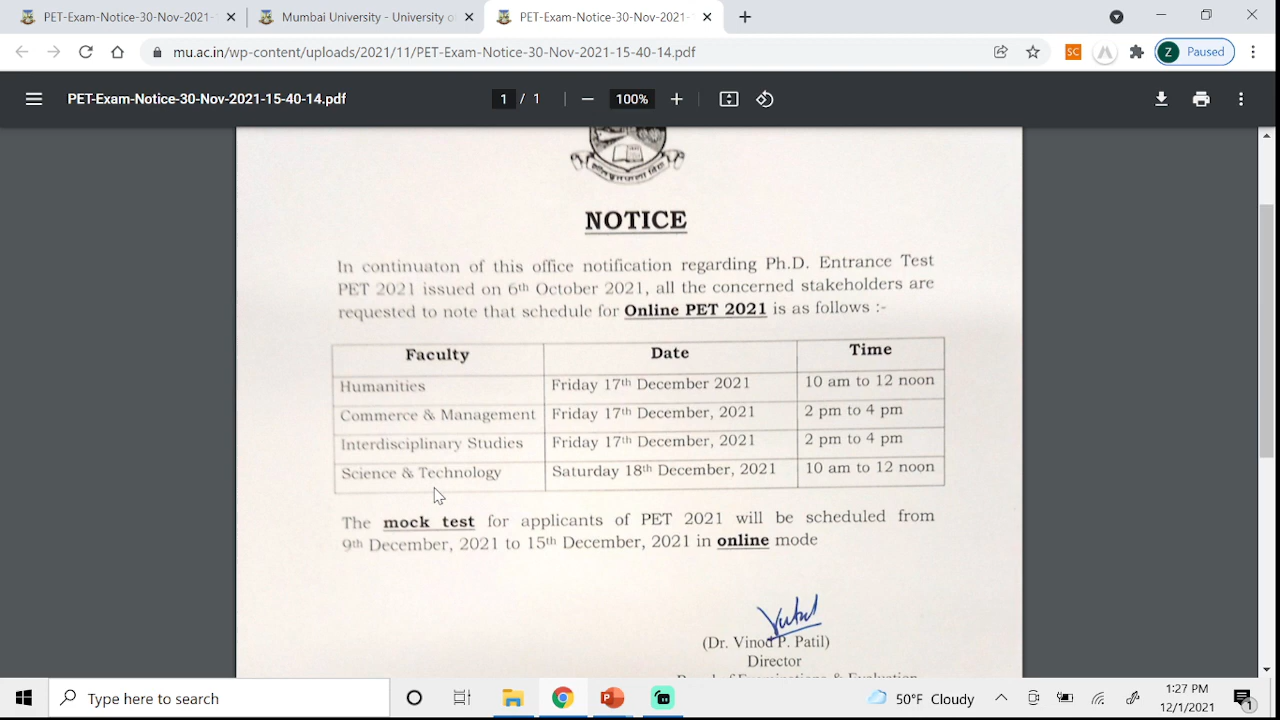 PET-Exam-Notice-30-Nov-2021-
Mumbai University - University o
PET-Exam-Notice-30-Nov-2021-
mu.ac.in/wp-content/uploads/2021/11/PET-Exam-Notice-30-Nov-2021-15-40-14.pdf
SC
Z Paused
PET-Exam-Notice-30-Nov-2021-15-40-14.pdf
1 / 1
100%
NOTICE
In continuaton of this office notification regarding Ph.D. Entrance Test
PET 2021 issued on 6th October 2021, all the concerned stakeholders are
requested to note that schedule for Online PET 2021 is as follows :-
Faculty Date Time
Humanities Friday 17th December 2021 10 am to 12 noon
Commerce & Management Friday 17th December, 2021 2 pm to 4 pm
Interdisciplinary Studies Friday 17th December, 2021 2 pm to 4 pm
Science & Technology Saturday 18th December, 2021 10 am to 12 noon
The mock test for applicants of PET 2021 will be scheduled from
9th December, 2021 to 15th December, 2021 in online mode
(Dr. Vinod P. Patil)
Director
Board of Examinations & Evaluation
Type here to search
50°F Cloudy
1:27 PM
12/1/2021
1